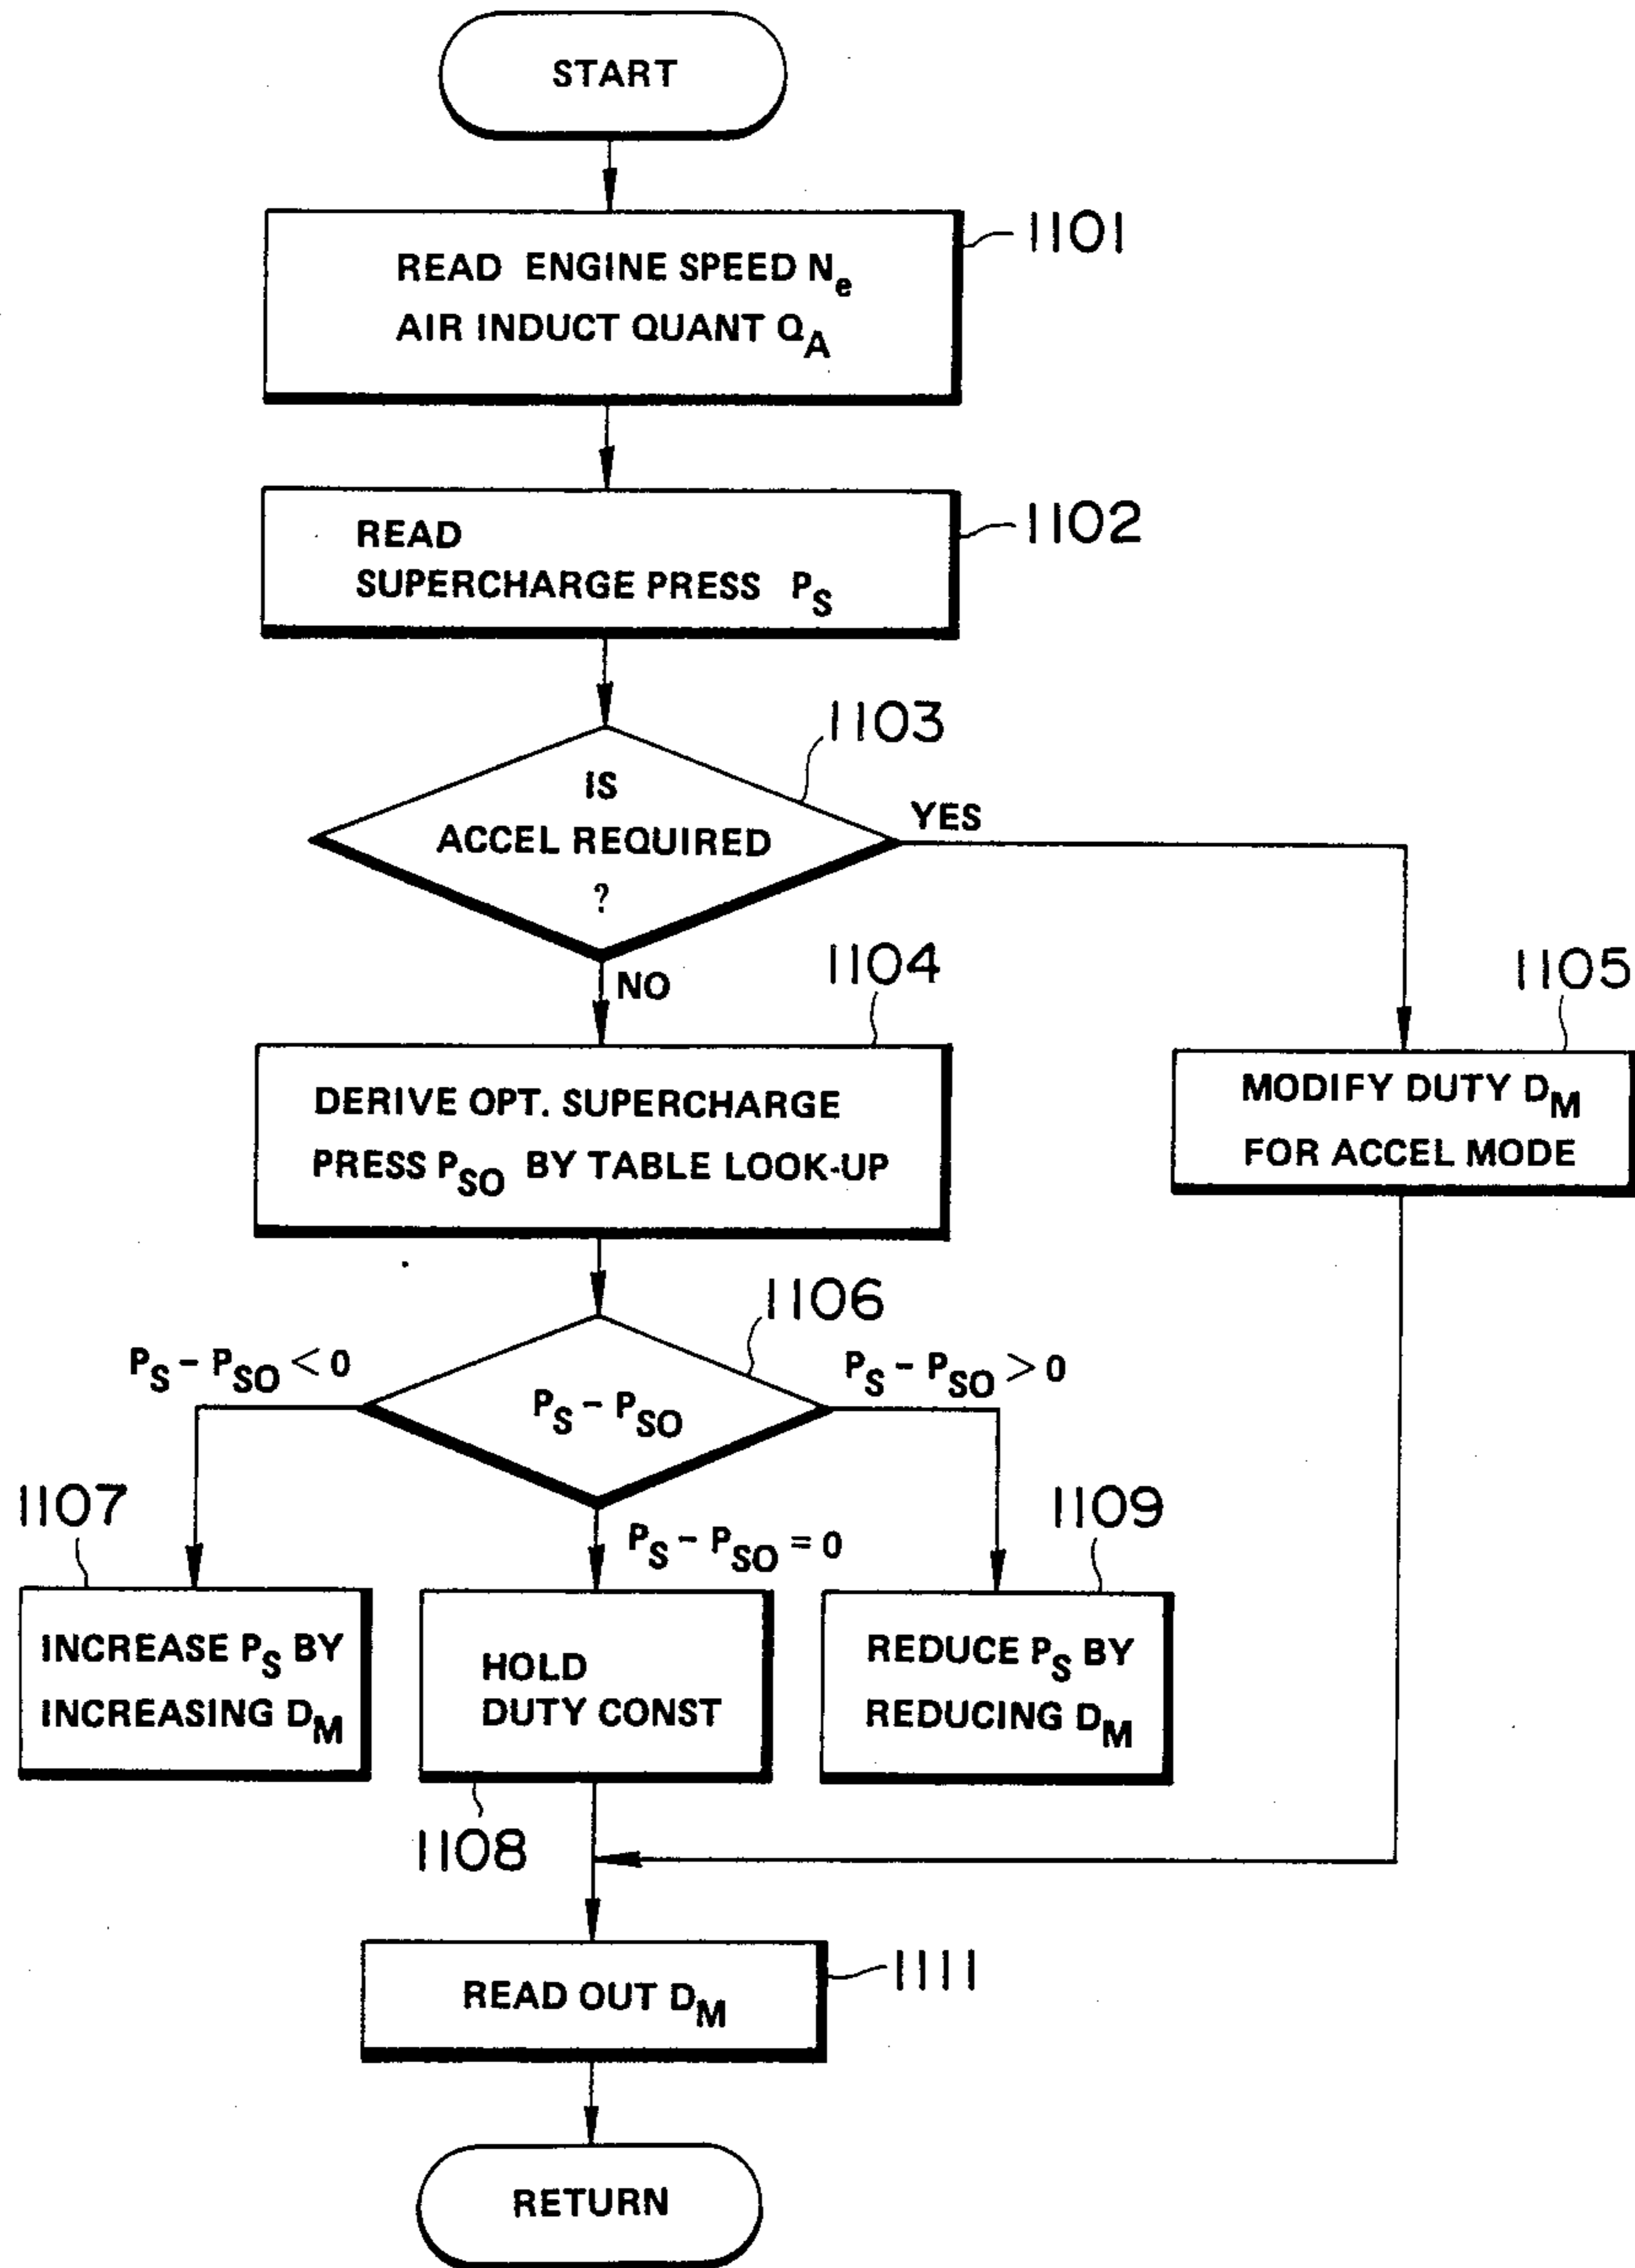 START
1101
READ ENGINE SPEED Ne
AIR INDUCT QUANT QA
1102
READ
SUPERCHARGE PRESS PS
1103
IS
ACCEL REQUIRED
?
YES
NO
1104
1105
DERIVE OPT. SUPERCHARGE
PRESS PSO BY TABLE LOOK-UP
MODIFY DUTY DM
FOR ACCEL MODE
1106
PS - PSO < 0
PS - PSO > 0
PS - PSO
1107
PS - PSO = 0
1109
INCREASE PS BY
INCREASING DM
HOLD
DUTY CONST
REDUCE PS BY
REDUCING DM
1108
1111
READ OUT DM
RETURN